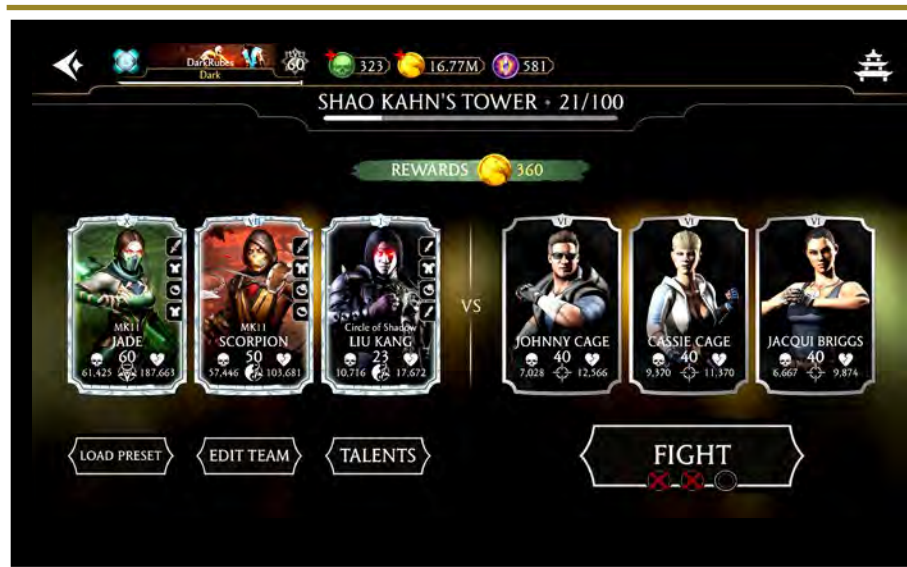 DarkRubes
Dark
60
323
16.77M
581
SHAO KAHN'S TOWER • 21/100
REWARDS 360
X
MK11
JADE
60
61,425 187,663
VII
MK11
SCORPION
50
57,446 103,681
I
Circle of Shadow
LIU KANG
23
10,716 17,672
VS
VI
JOHNNY CAGE
40
7,028 12,566
VI
CASSIE CAGE
40
9,370 11,370
VI
JACQUI BRIGGS
40
6,667 9,874
LOAD PRESET
EDIT TEAM
TALENTS
FIGHT